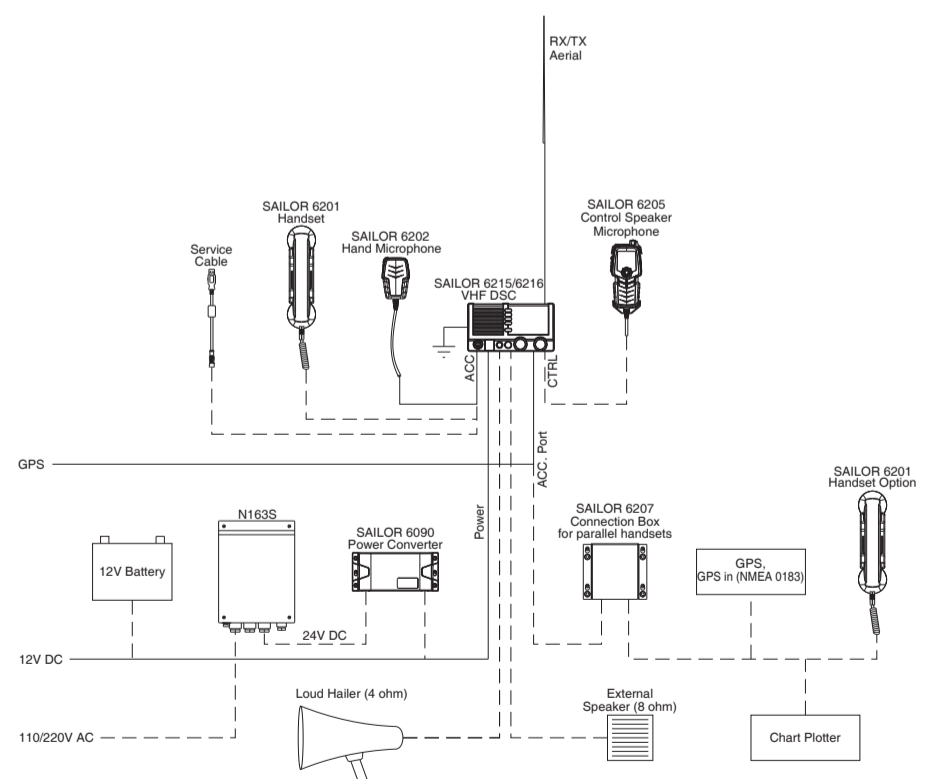 RX/TX
Aerial
SAILOR 6201
Handset
SAILOR 6205
Control Speaker
Microphone
SAILOR 6202
Hand Microphone
Service
Cable
SAILOR 6215/6216
VHF DSC
ACC
CTRL
GPS
ACC. Port
SAILOR 6201
Handset Option
Power
N163S
SAILOR 6207
Connection Box
for parallel handsets
SAILOR 6090
Power Converter
12V Battery
GPS,
GPS in (NMEA 0183)
24V DC
12V DC
Loud Hailer (4 ohm)
External
Speaker (8 ohm)
110/220V AC
Chart Plotter